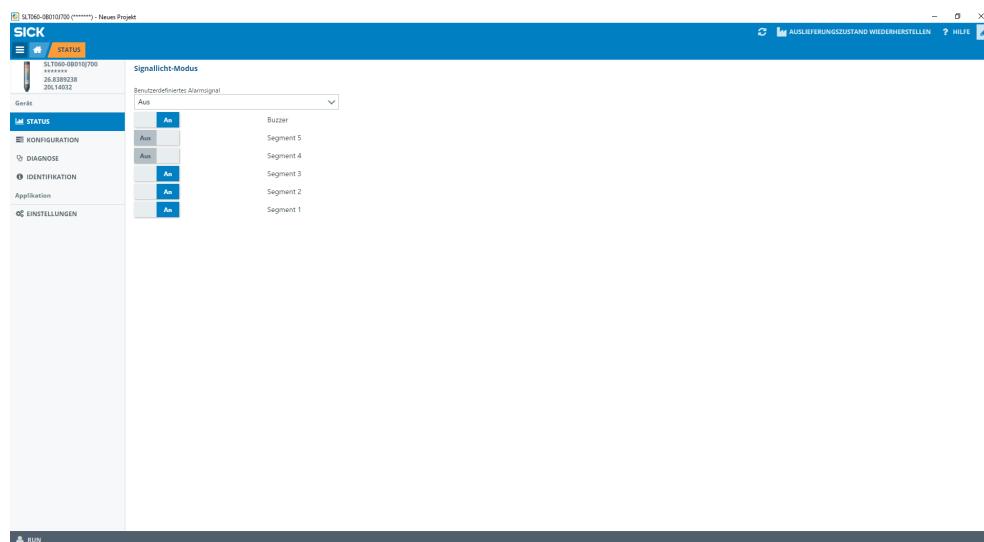 SLT060-0B010J700 (*******) - Neues Projekt
SICK
AUSLIEFERUNGSZUSTAND WIEDERHERSTELLEN
? HILFE
STATUS
SLT060-0B010J700
*******
26.8389238
20L14032
Gerät
STATUS
KONFIGURATION
DIAGNOSE
IDENTIFIKATION
Applikation
EINSTELLUNGEN
Signallicht-Modus
Benutzerdefiniertes Alarmsignal
Aus
An Buzzer
Aus Segment 5
Aus Segment 4
An Segment 3
An Segment 2
An Segment 1
RUN